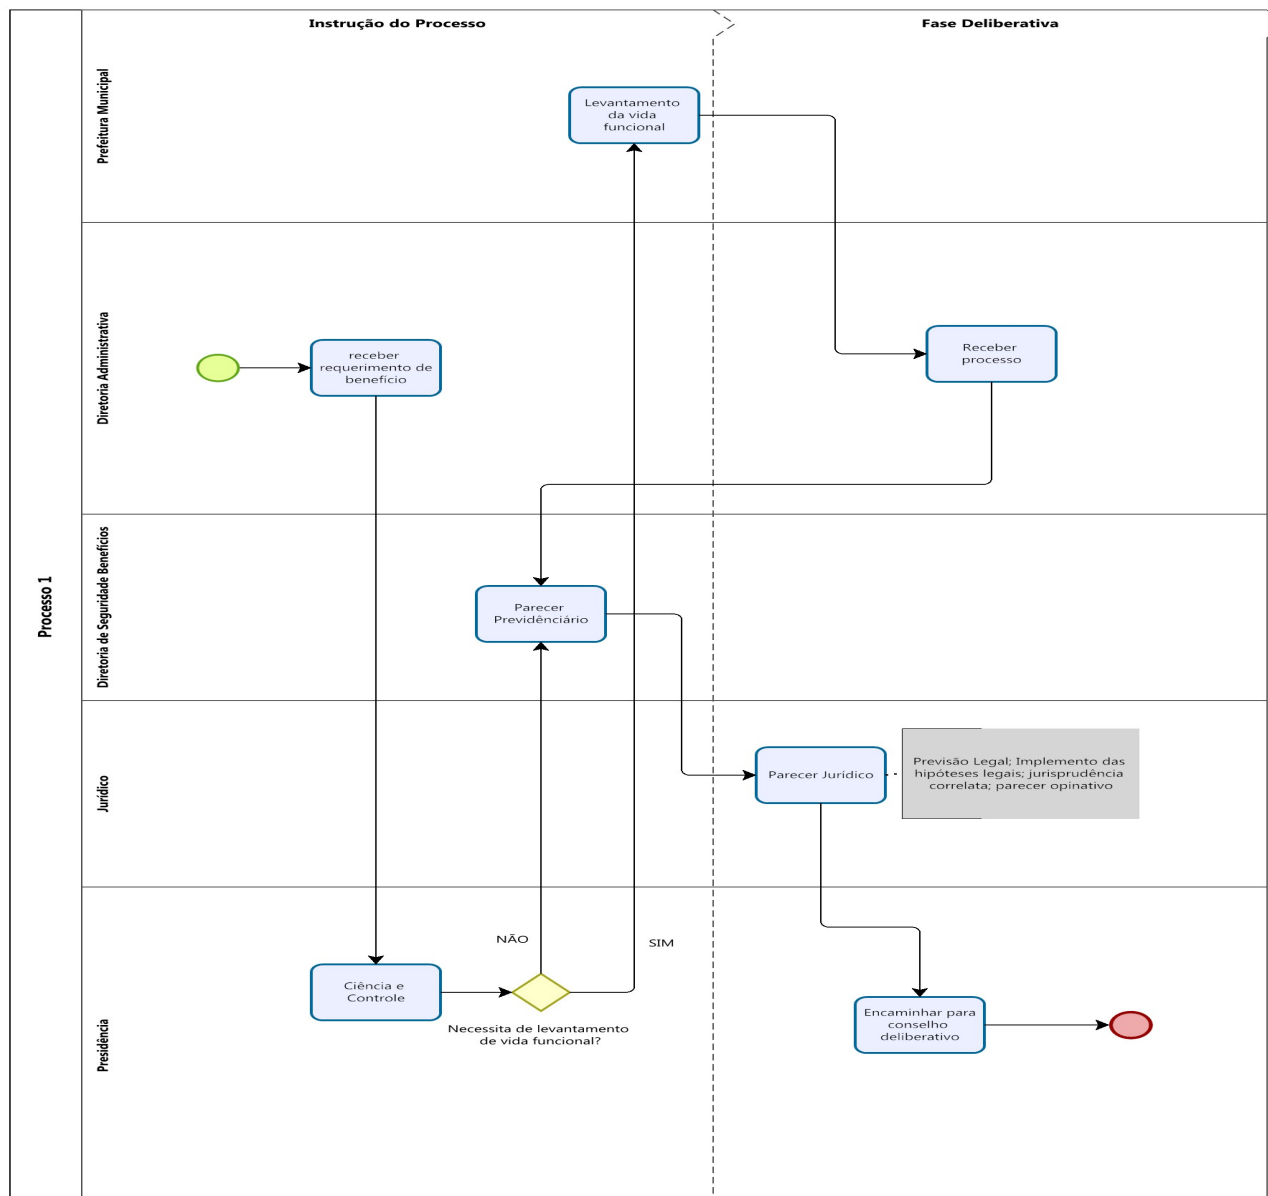 Instrução do Processo
Fase Deliberativa
Processo 1
Prefeitura Municipal
Levantamento
da vida
funcional
Diretoria Administrativa
receber
requerimento de
benefício
Receber
processo
Diretoria de Seguridade Benefícios
Parecer
Previdênciário
Jurídico
Parecer Jurídico
Previsão Legal; Implemento das
hipóteses legais; jurisprudência
correlata; parecer opinativo
Presidência
NÃO
SIM
Ciência e
Controle
Necessita de levantamento
de vida funcional?
Encaminhar para
conselho
deliberativo